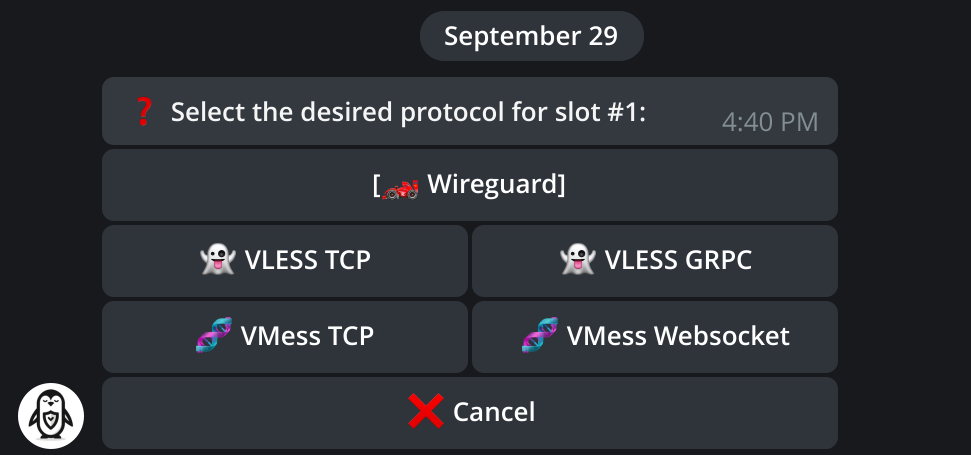 September 29
❓ Select the desired protocol for slot #1:
4:40 PM
[🏎️ Wireguard]
👻 VLESS TCP
👻 VLESS GRPC
🧬 VMess TCP
🧬 VMess Websocket
❌ Cancel